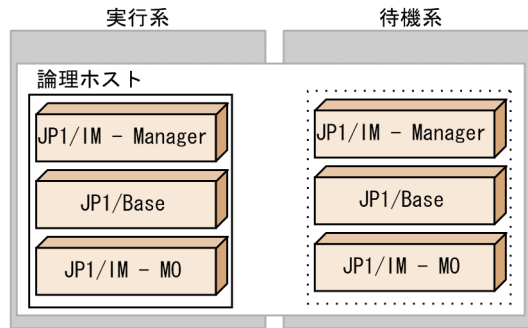 実行系
待機系
論理ホスト
JP1/IM - Manager
JP1/Base
JP1/IM - MO
JP1/IM - Manager
JP1/Base
JP1/IM - MO